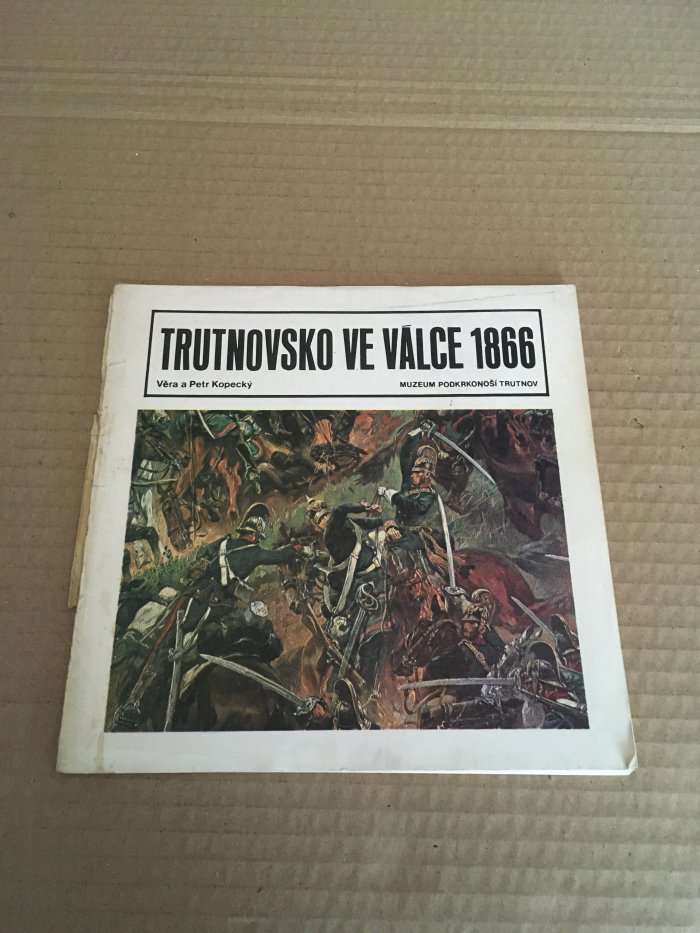 TRUTNOVSKO VE VÁLCE 1866
Věra a Petr Kopecký
MUZEUM PODKRKONOŠÍ TRUTNOV